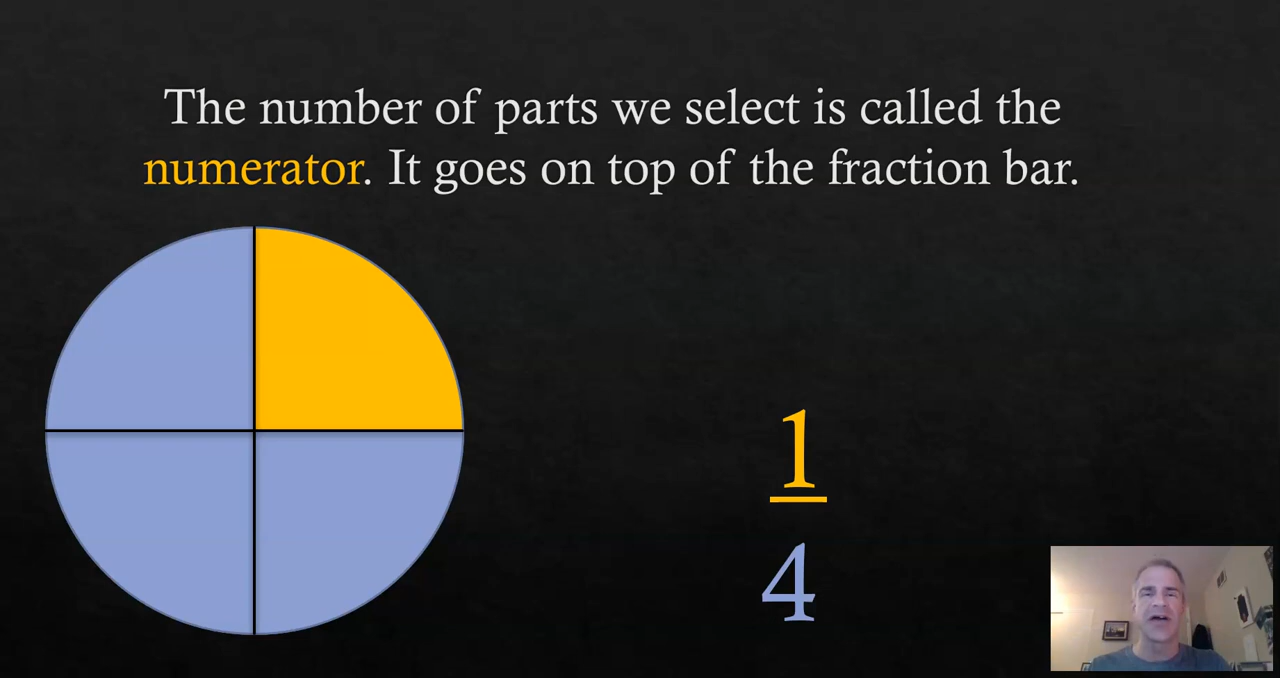 The number of parts we select is called the
numerator. It goes on top of the fraction bar.
1
4